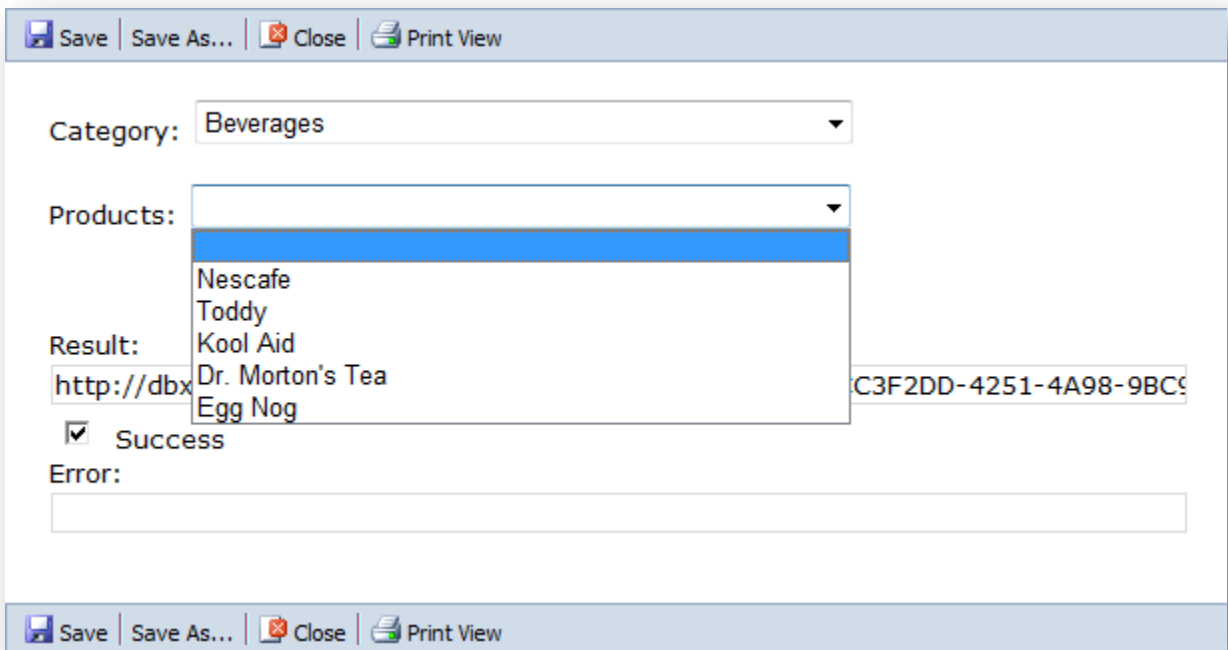 Save Save As... Close Print View
Category: Beverages
Products:
Nescafe
Toddy
Kool Aid
Dr. Morton's Tea
Egg Nog
Result:
http://dbx C3F2DD-4251-4A98-9BC9
Success
Error:
Save Save As... Close Print View